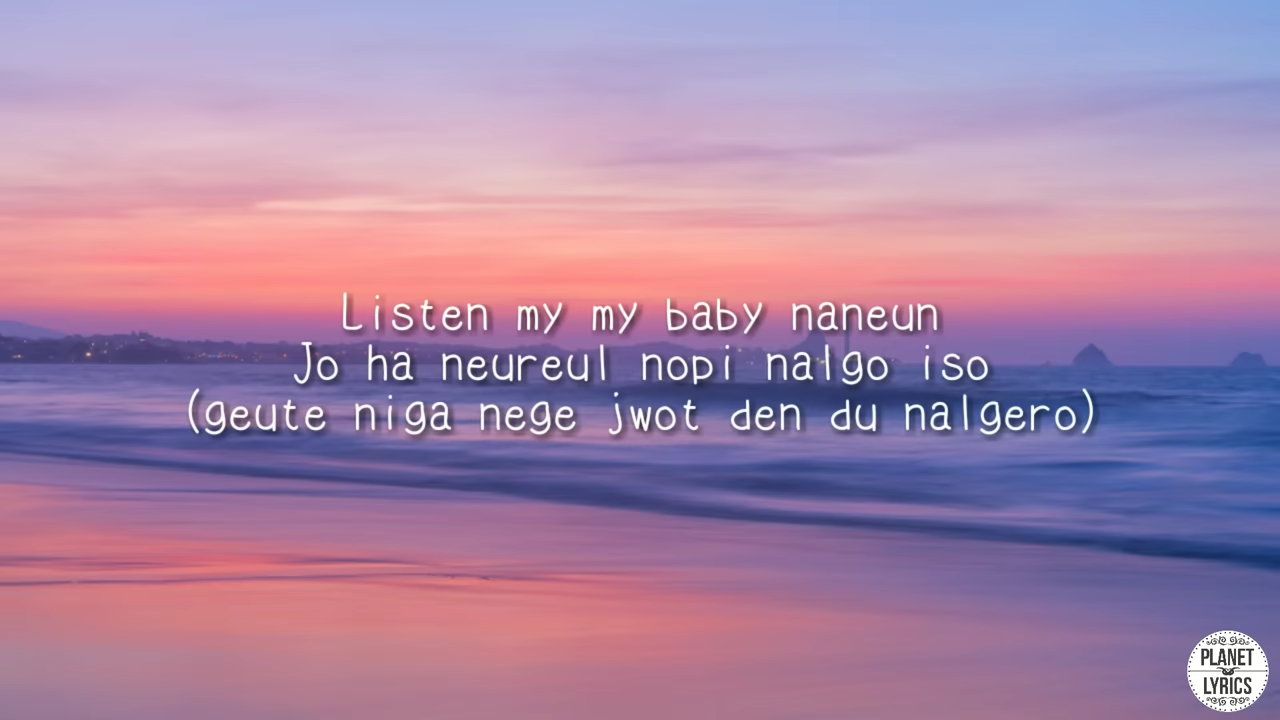 Listen my my baby naneun
Jo ha neureul nopi nalgo iso
(geute niga nege jwot den du nalgero)
PLANET
LYRICS